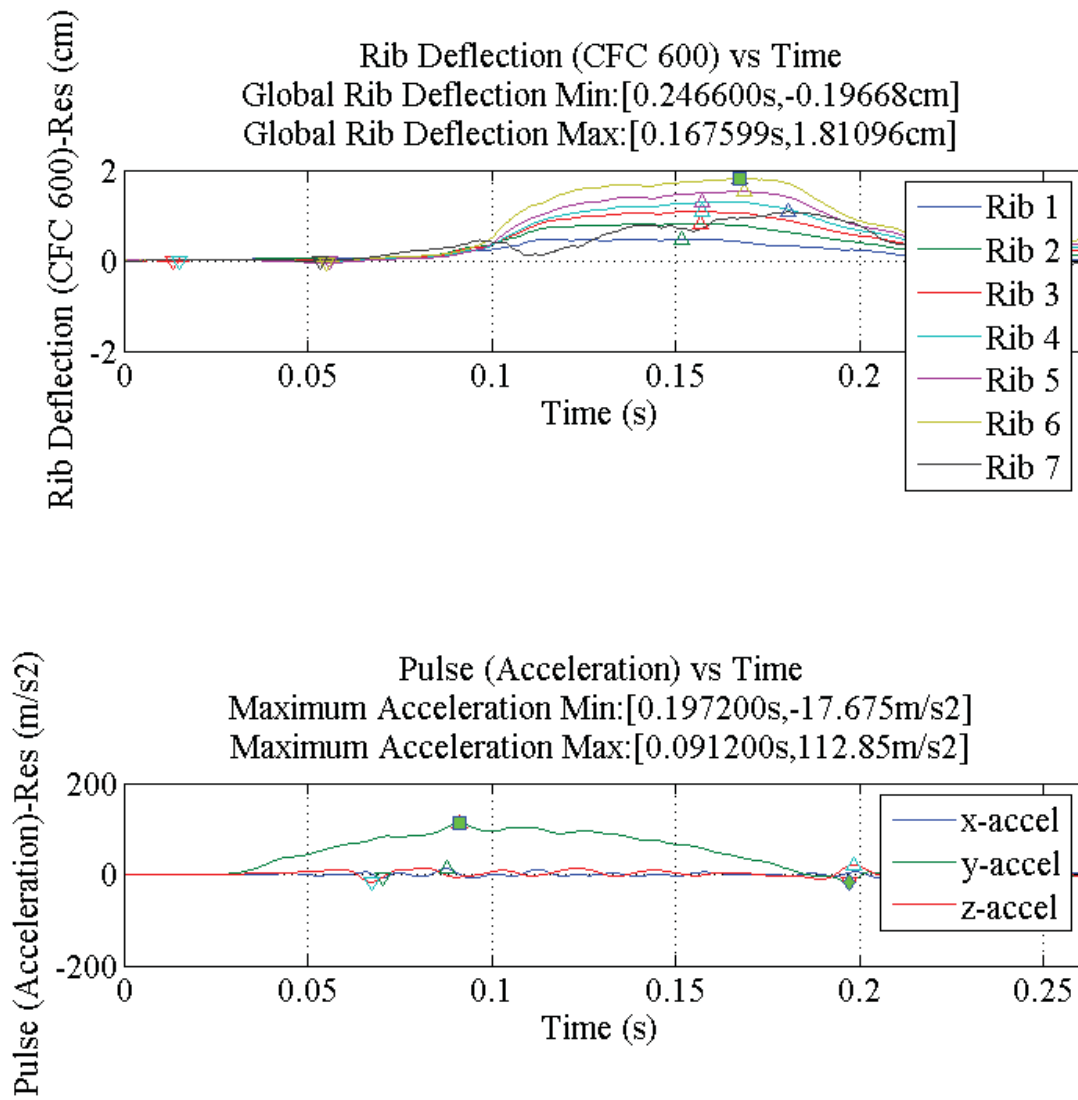 Rib Deflection (CFC 600) vs Time
Global Rib Deflection Min:[0.246600s,-0.19668cm]
Global Rib Deflection Max:[0.167599s,1.81096cm]
Rib Deflection (CFC 600)-Res (cm)
2
0
-2
0
0.05
0.1
0.15
0.2
Time (s)
Rib 1
Rib 2
Rib 3
Rib 4
Rib 5
Rib 6
Rib 7
Pulse (Acceleration) vs Time
Maximum Acceleration Min:[0.197200s,-17.675m/s2]
Maximum Acceleration Max:[0.091200s,112.85m/s2]
Pulse (Acceleration)-Res (m/s2)
200
0
-200
0
0.05
0.1
0.15
0.2
0.25
Time (s)
x-accel
y-accel
z-accel